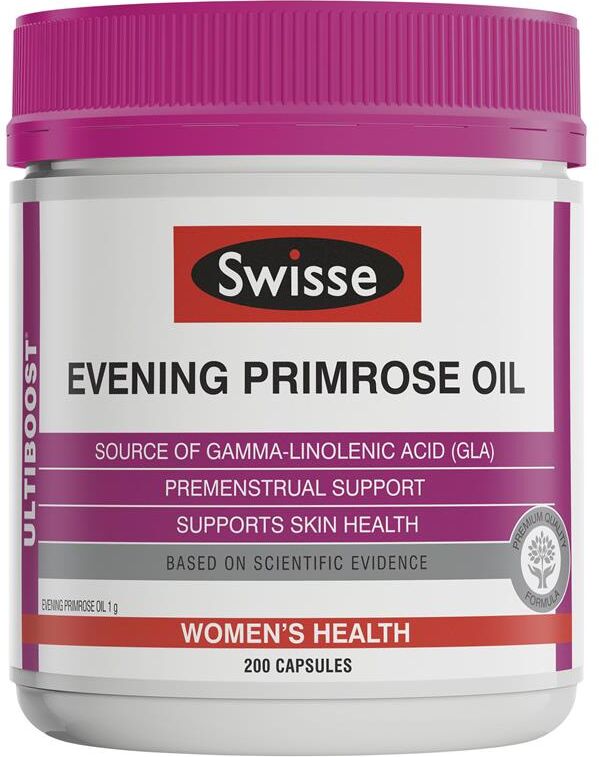 Swisse
EVENING PRIMROSE OIL
SOURCE OF GAMMA-LINOLENIC ACID (GLA)
PREMENSTRUAL SUPPORT
SUPPORTS SKIN HEALTH
BASED ON SCIENTIFIC EVIDENCE
ULTIBOOST
PREMIUM QUALITY
FORMULA
EVENING PRIMROSE OIL 1 g
WOMEN'S HEALTH
200 CAPSULES